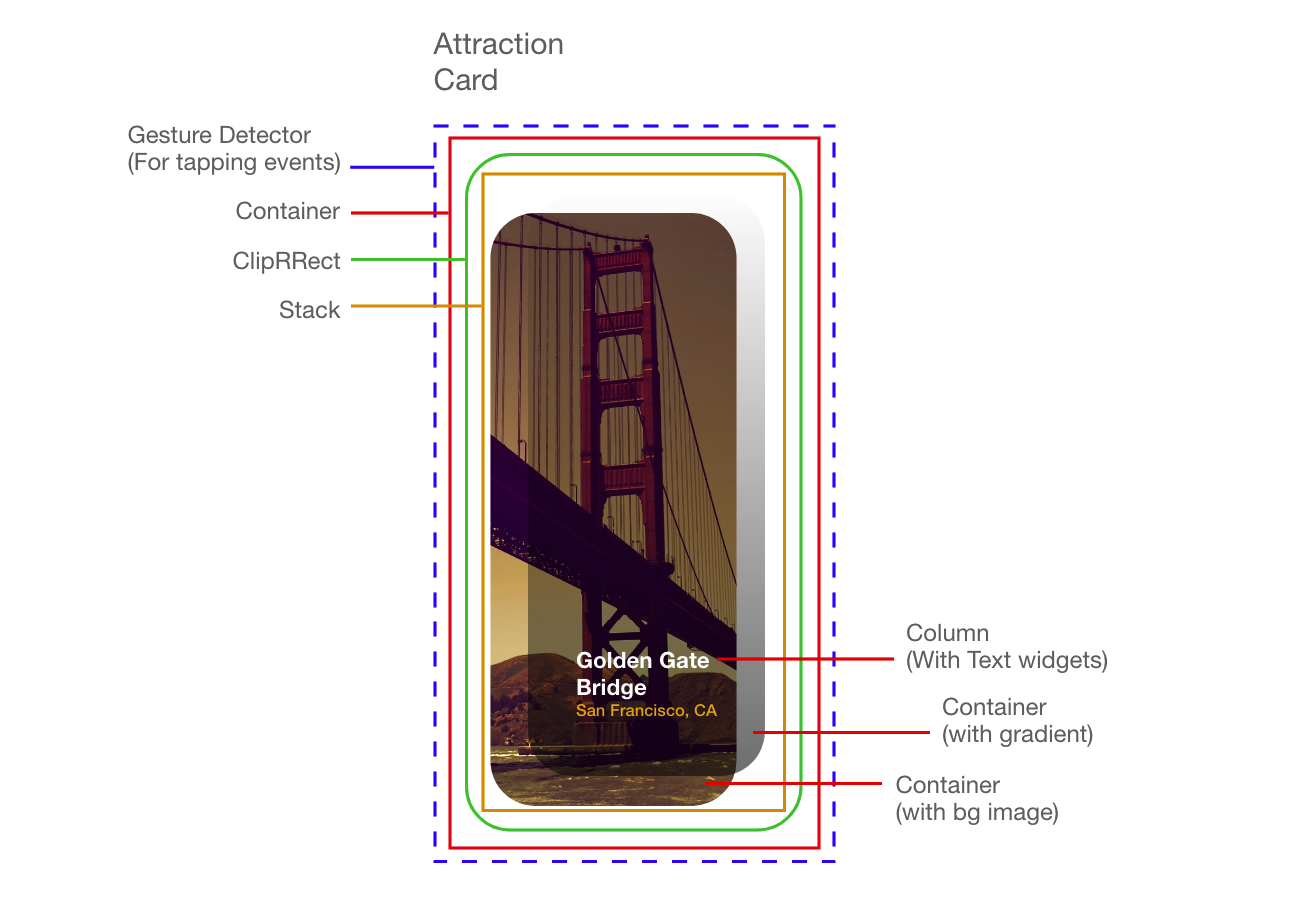 Attraction
Card
Gesture Detector
(For tapping events)
Container
ClipRRect
Stack
Golden Gate
Bridge
San Francisco, CA
Column
(With Text widgets)
Container
(with gradient)
Container
(with bg image)